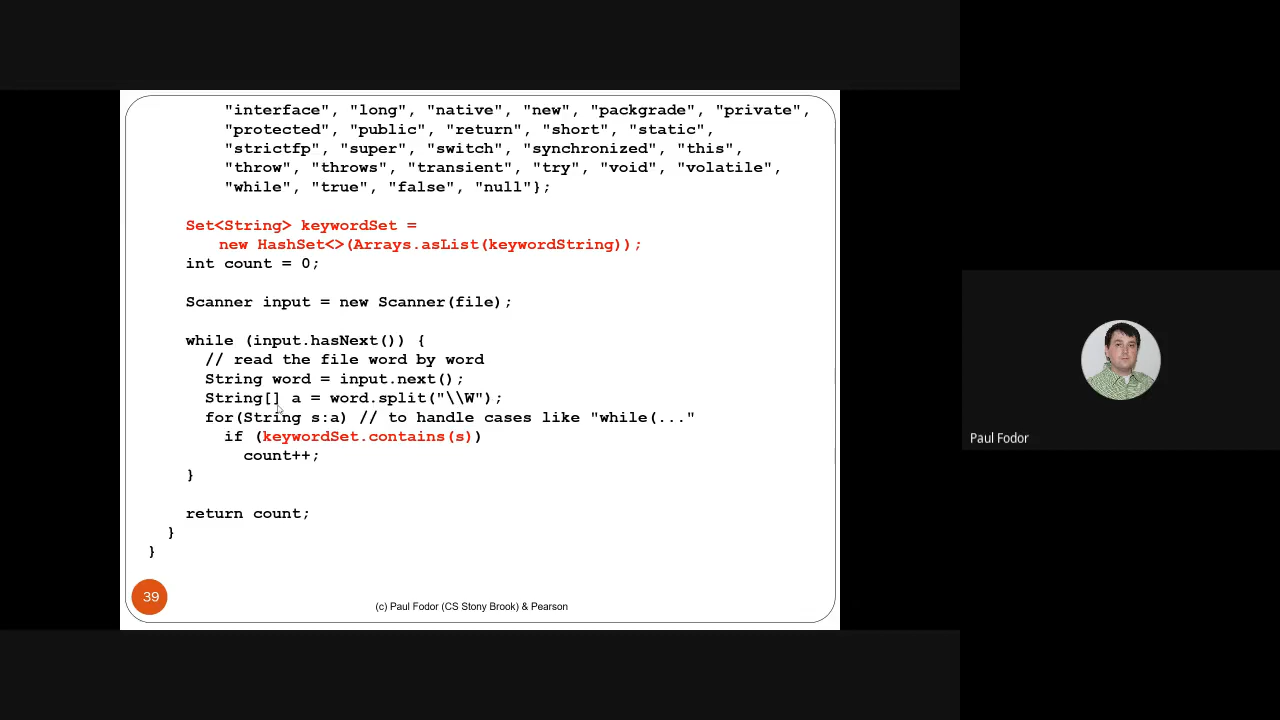 "interface", "long", "native", "new", "packgrade", "private",
"protected", "public", "return", "short", "static",
"strictfp", "super", "switch", "synchronized", "this",
"throw", "throws", "transient", "try", "void", "volatile",
"while", "true", "false", "null"};
Set<String> keywordSet =
new HashSet<>(Arrays.asList(keywordString));
int count = 0;
Scanner input = new Scanner(file);
while (input.hasNext()) {
// read the file word by word
String word = input.next();
String[] a = word.split("\\W");
for(String s:a) // to handle cases like "while(..."
if (keywordSet.contains(s))
count++;
}
return count;
}
}
39
(c) Paul Fodor (CS Stony Brook) & Pearson
Paul Fodor